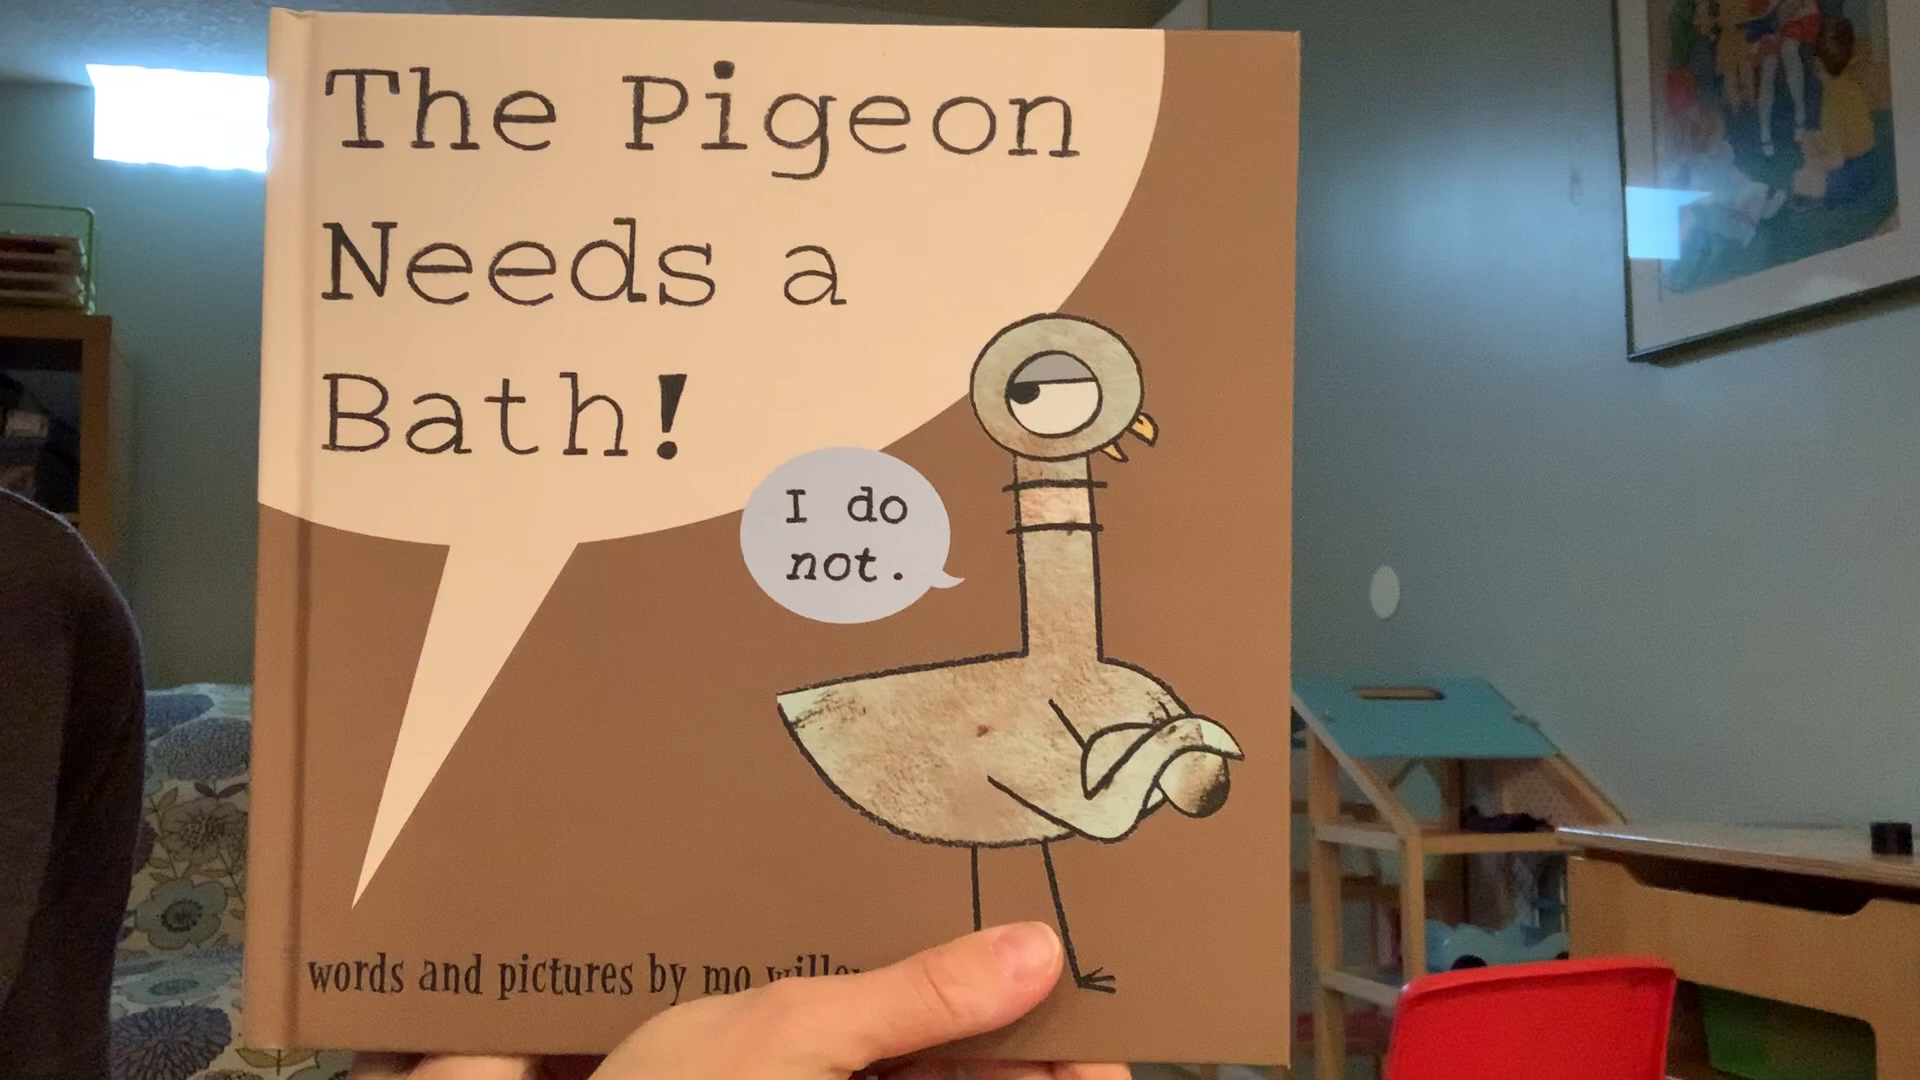 The Pigeon
Needs a
Bath!
I do
not.
words and pictures by mo